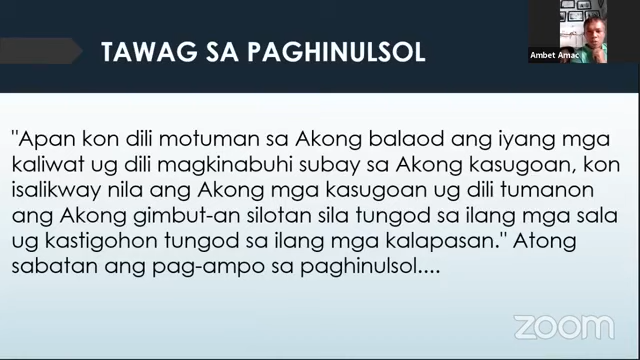 TAWAG SA PAGHINULSOL
Ambet Amac
"Apan kon dili motuman sa Akong balaod ang iyang mga
kaliwat ug dili magkinabuhi subay sa Akong kasugoan, kon
isalikway nila ang Akong mga kasugoan ug dili tumanon
ang Akong gimbut-an silotan sila tungod sa ilang mga sala
ug kastigohon tungod sa ilang mga kalapasan." Atong
sabatan ang pag-ampo sa paghinulsol....
zoom